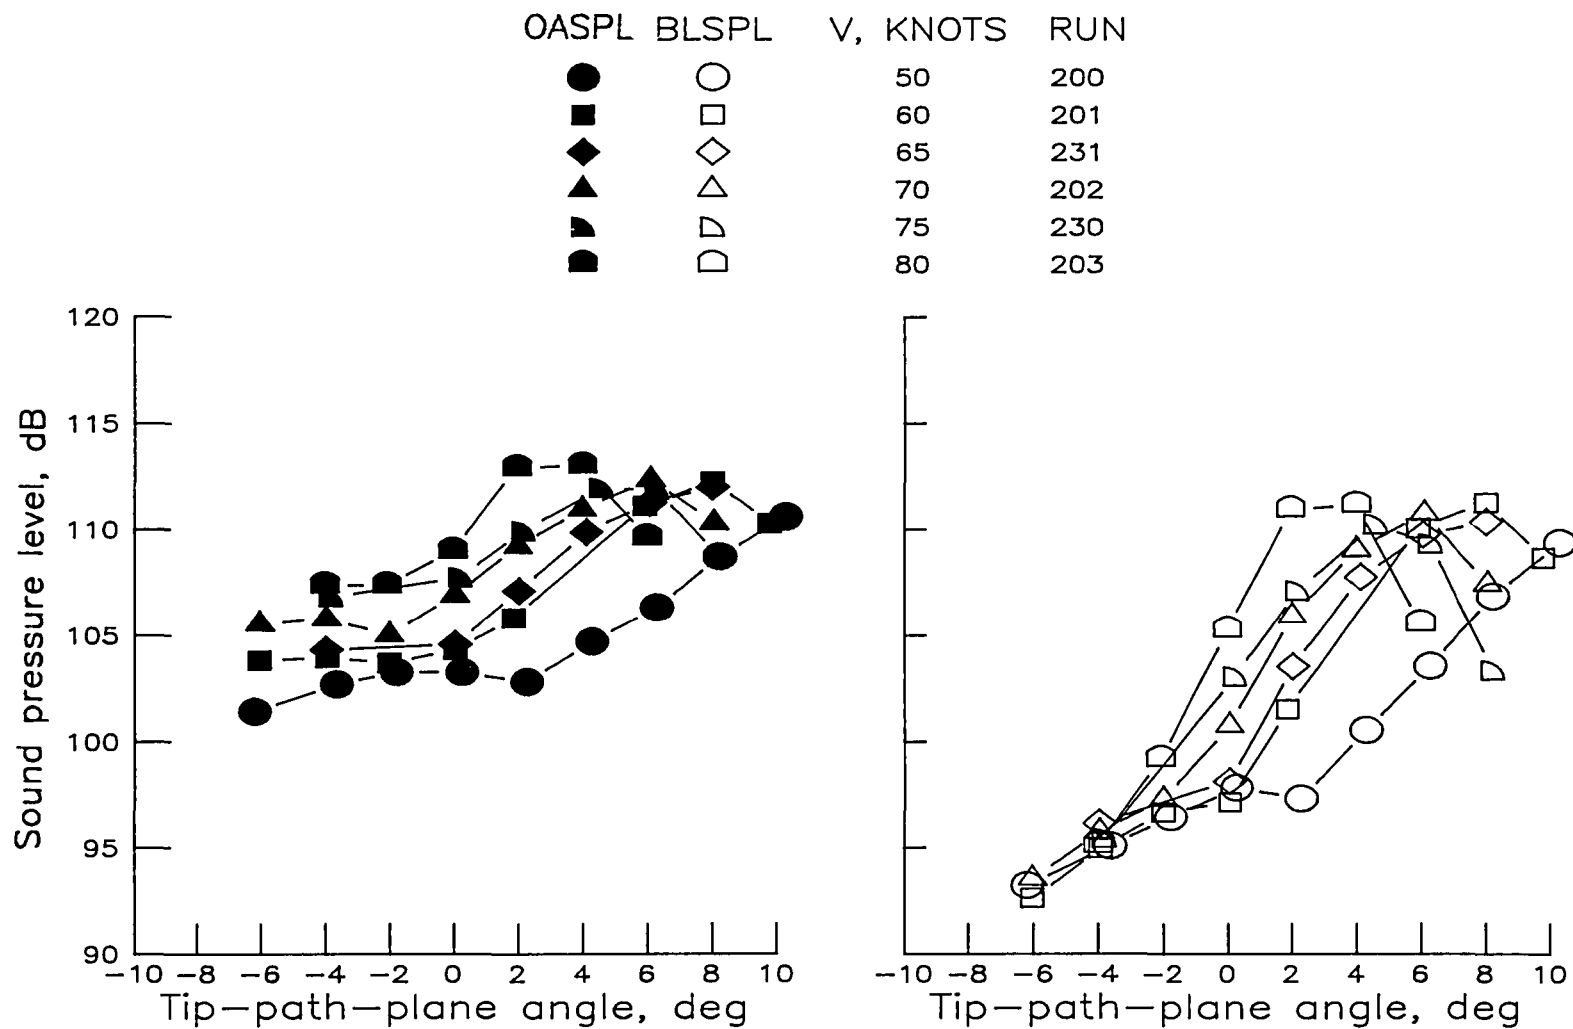 OASPL BLSPL V, KNOTS RUN
50 200
60 201
65 231
70 202
75 230
80 203
Sound pressure level, dB
120
115
110
105
100
95
90
−10 −8 −6 −4 −2 0 2 4 6 8 10
Tip−path−plane angle, deg
−10 −8 −6 −4 −2 0 2 4 6 8 10
Tip−path−plane angle, deg